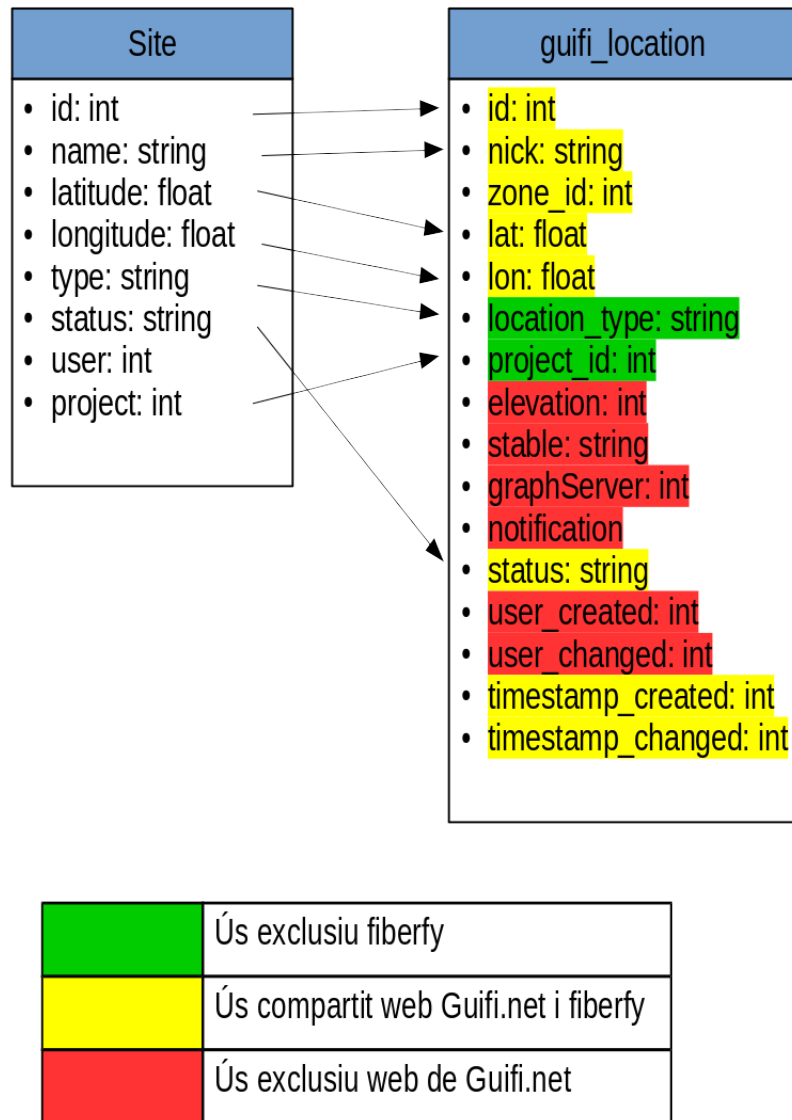 Site
• id: int
• name: string
• latitude: float
• longitude: float
• type: string
• status: string
• user: int
• project: int
guifi_location
• id: int
• nick: string
• zone_id: int
• lat: float
• lon: float
• location_type: string
• project_id: int
• elevation: int
• stable: string
• graphServer: int
• notification
• status: string
• user_created: int
• user_changed: int
• timestamp_created: int
• timestamp_changed: int
Ús exclusiu fiberfy
Ús compartit web Guifi.net i fiberfy
Ús exclusiu web de Guifi.net